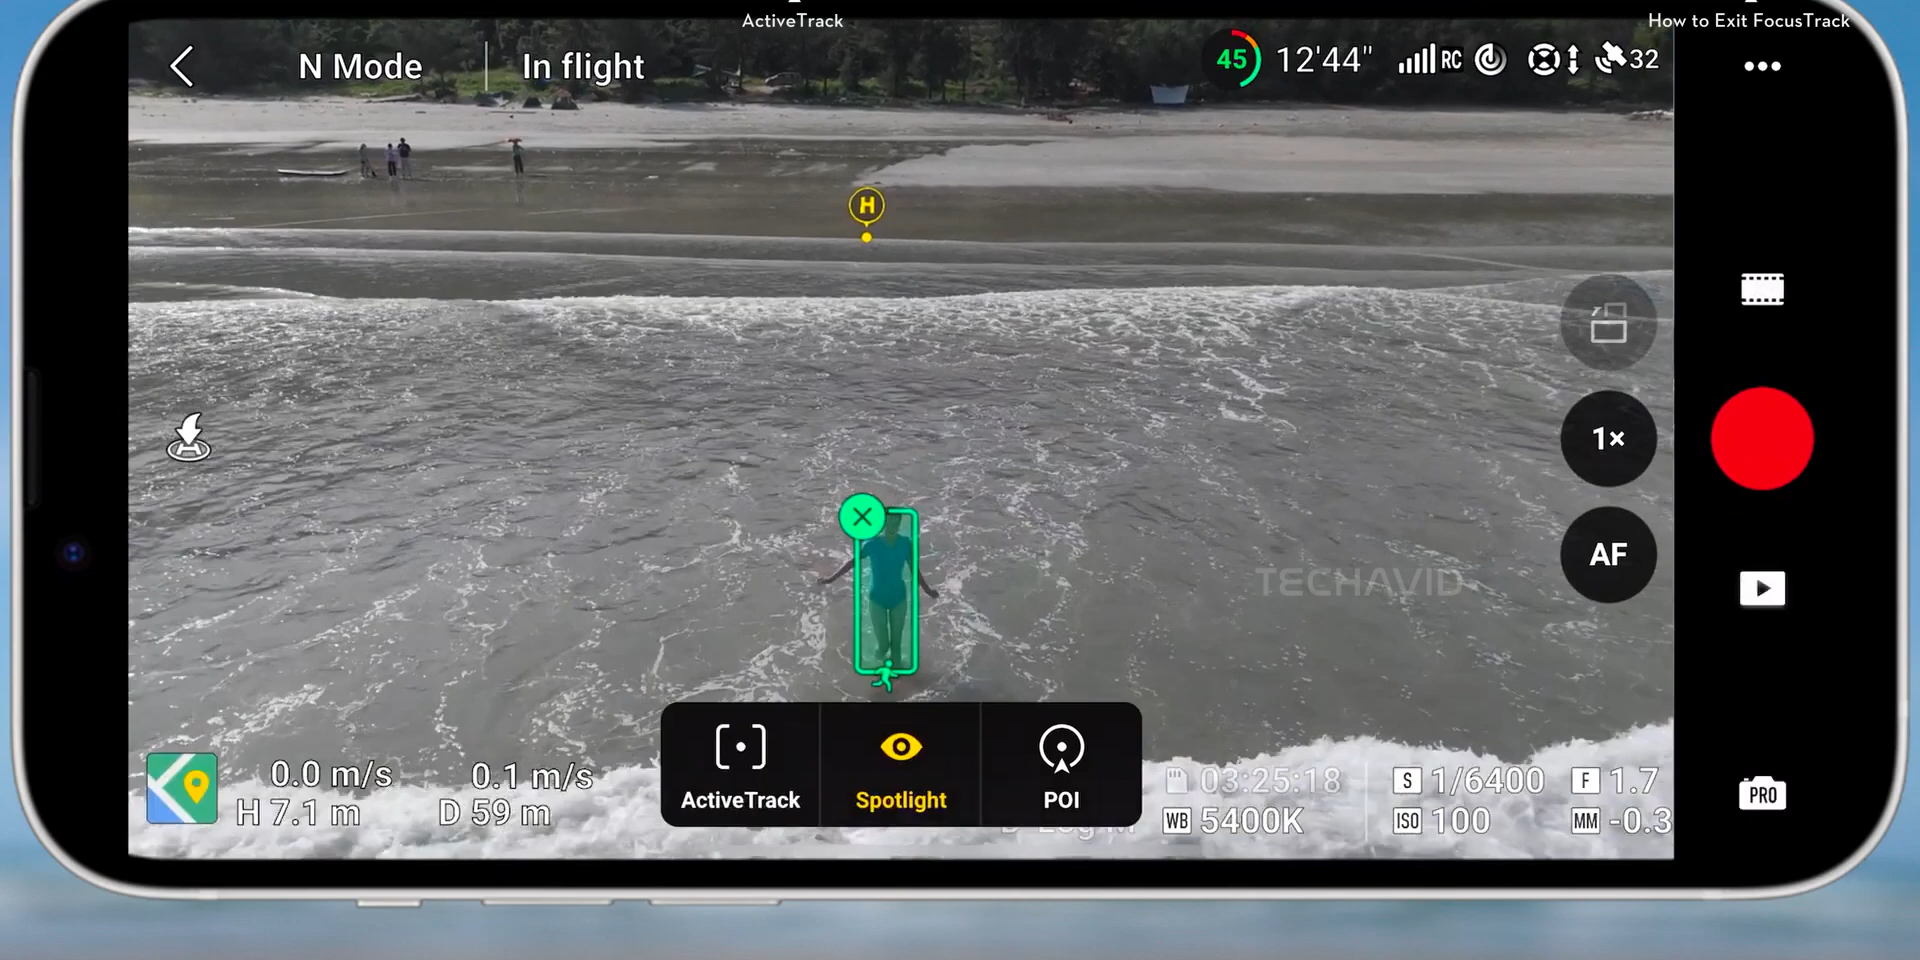 ActiveTrack
How to Exit FocusTrack
N Mode
In flight
45
12'44"
RC
32
H
1×
AF
TECHAVID
0.0 m/s
0.1 m/s
H 7.1 m
D 59 m
ActiveTrack
Spotlight
POI
03:25:18
S 1/6400
F 1.7
WB 5400K
ISO 100
MM -0.3
PRO